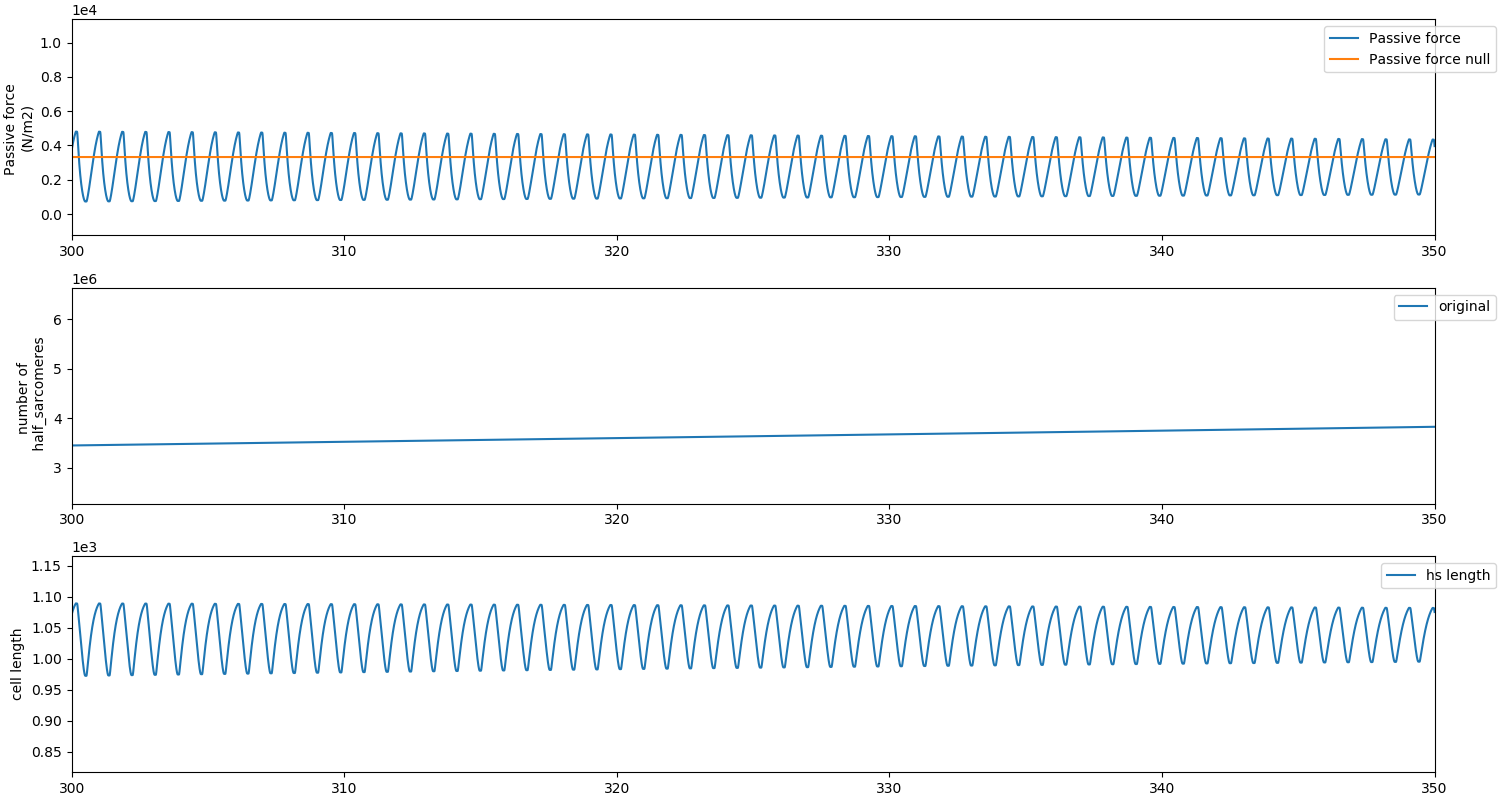 1e4
Passive force
(N/m2)
1.0
0.8
0.6
0.4
0.2
0.0
Passive force
Passive force null
300 310 320 330 340 350
1e6
number of
half_sarcomeres
6
5
4
3
original
300 310 320 330 340 350
1e3
cell length
1.15
1.10
1.05
1.00
0.95
0.90
0.85
hs length
300 310 320 330 340 350